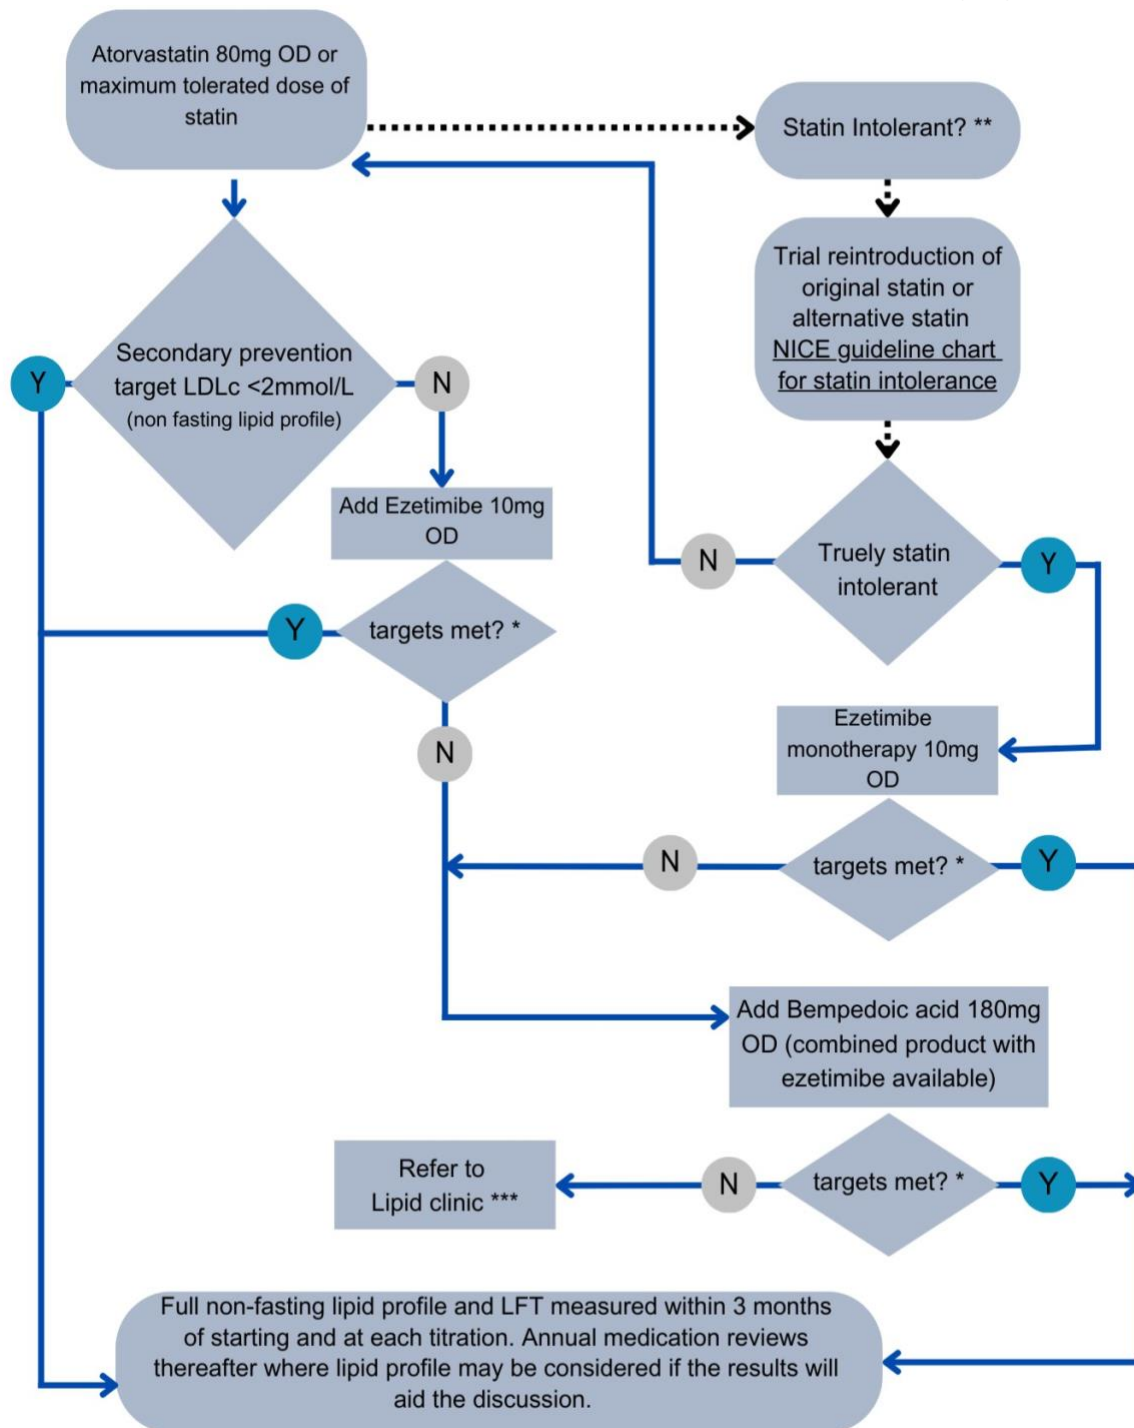 Atorvastatin 80mg OD or
maximum tolerated dose of
statin
Statin Intolerant? **
Trial reintroduction of
original statin or
alternative statin
NICE guideline chart
for statin intolerance
Secondary prevention
target LDLc <2mmol/L
(non fasting lipid profile)
Y
N
Add Ezetimibe 10mg
OD
Truely statin
intolerant
N
Y
targets met? *
Y
N
Ezetimibe
monotherapy 10mg
OD
targets met? *
N
Y
Add Bempedoic acid 180mg
OD (combined product with
ezetimibe available)
targets met? *
N
Y
Refer to
Lipid clinic ***
Full non-fasting lipid profile and LFT measured within 3 months
of starting and at each titration. Annual medication reviews
thereafter where lipid profile may be considered if the results will
aid the discussion.